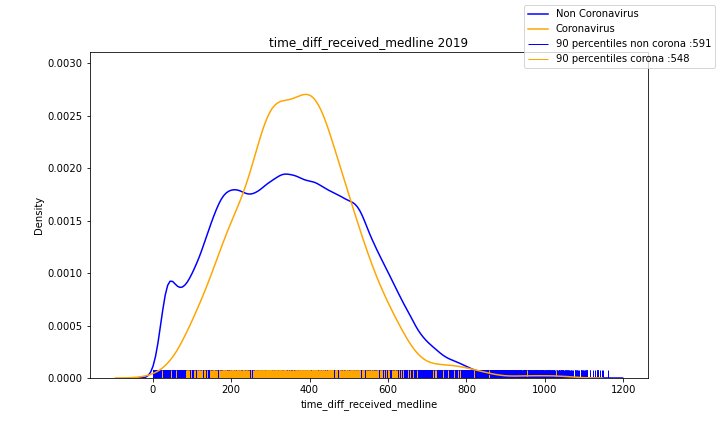 Non Coronavirus
Coronavirus
90 percentiles non corona :591
90 percentiles corona :548
time_diff_received_medline 2019
0.0030
0.0025
0.0020
0.0015
0.0010
0.0005
0.0000
Density
0
200
400
600
800
1000
1200
time_diff_received_medline